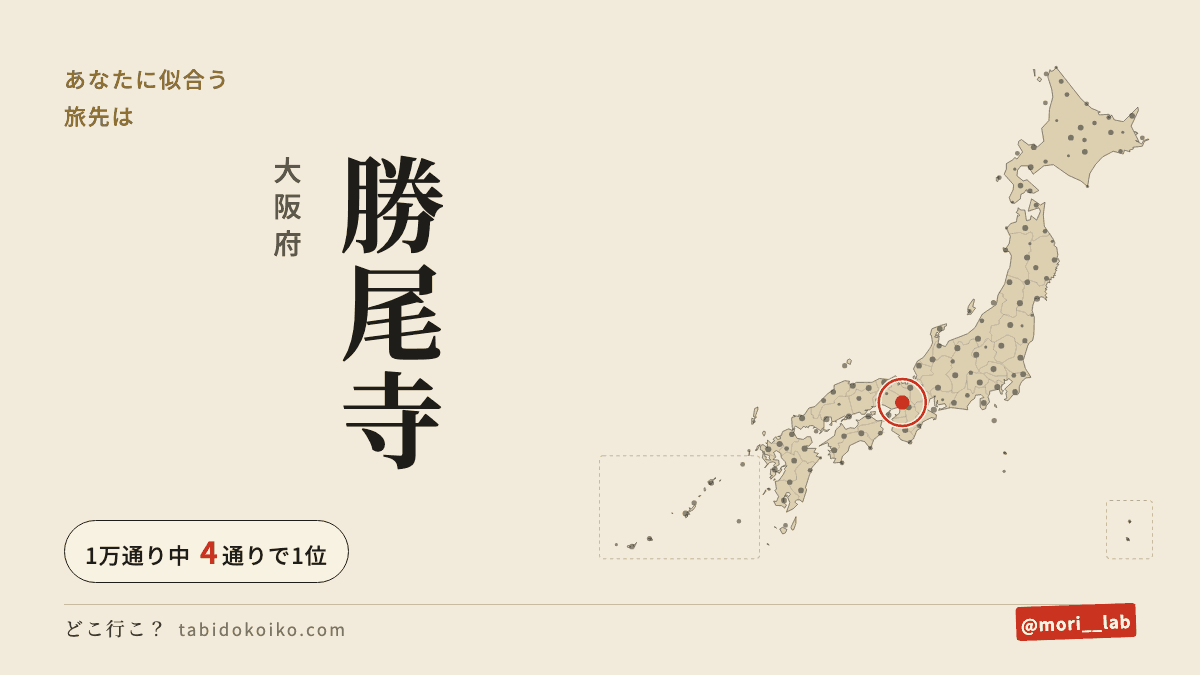 あなたに似合う
旅先は
勝尾寺
大阪府
1万通り中 4通りで1位
どこ行こ？ tabidokoiko.com
@mori__lab